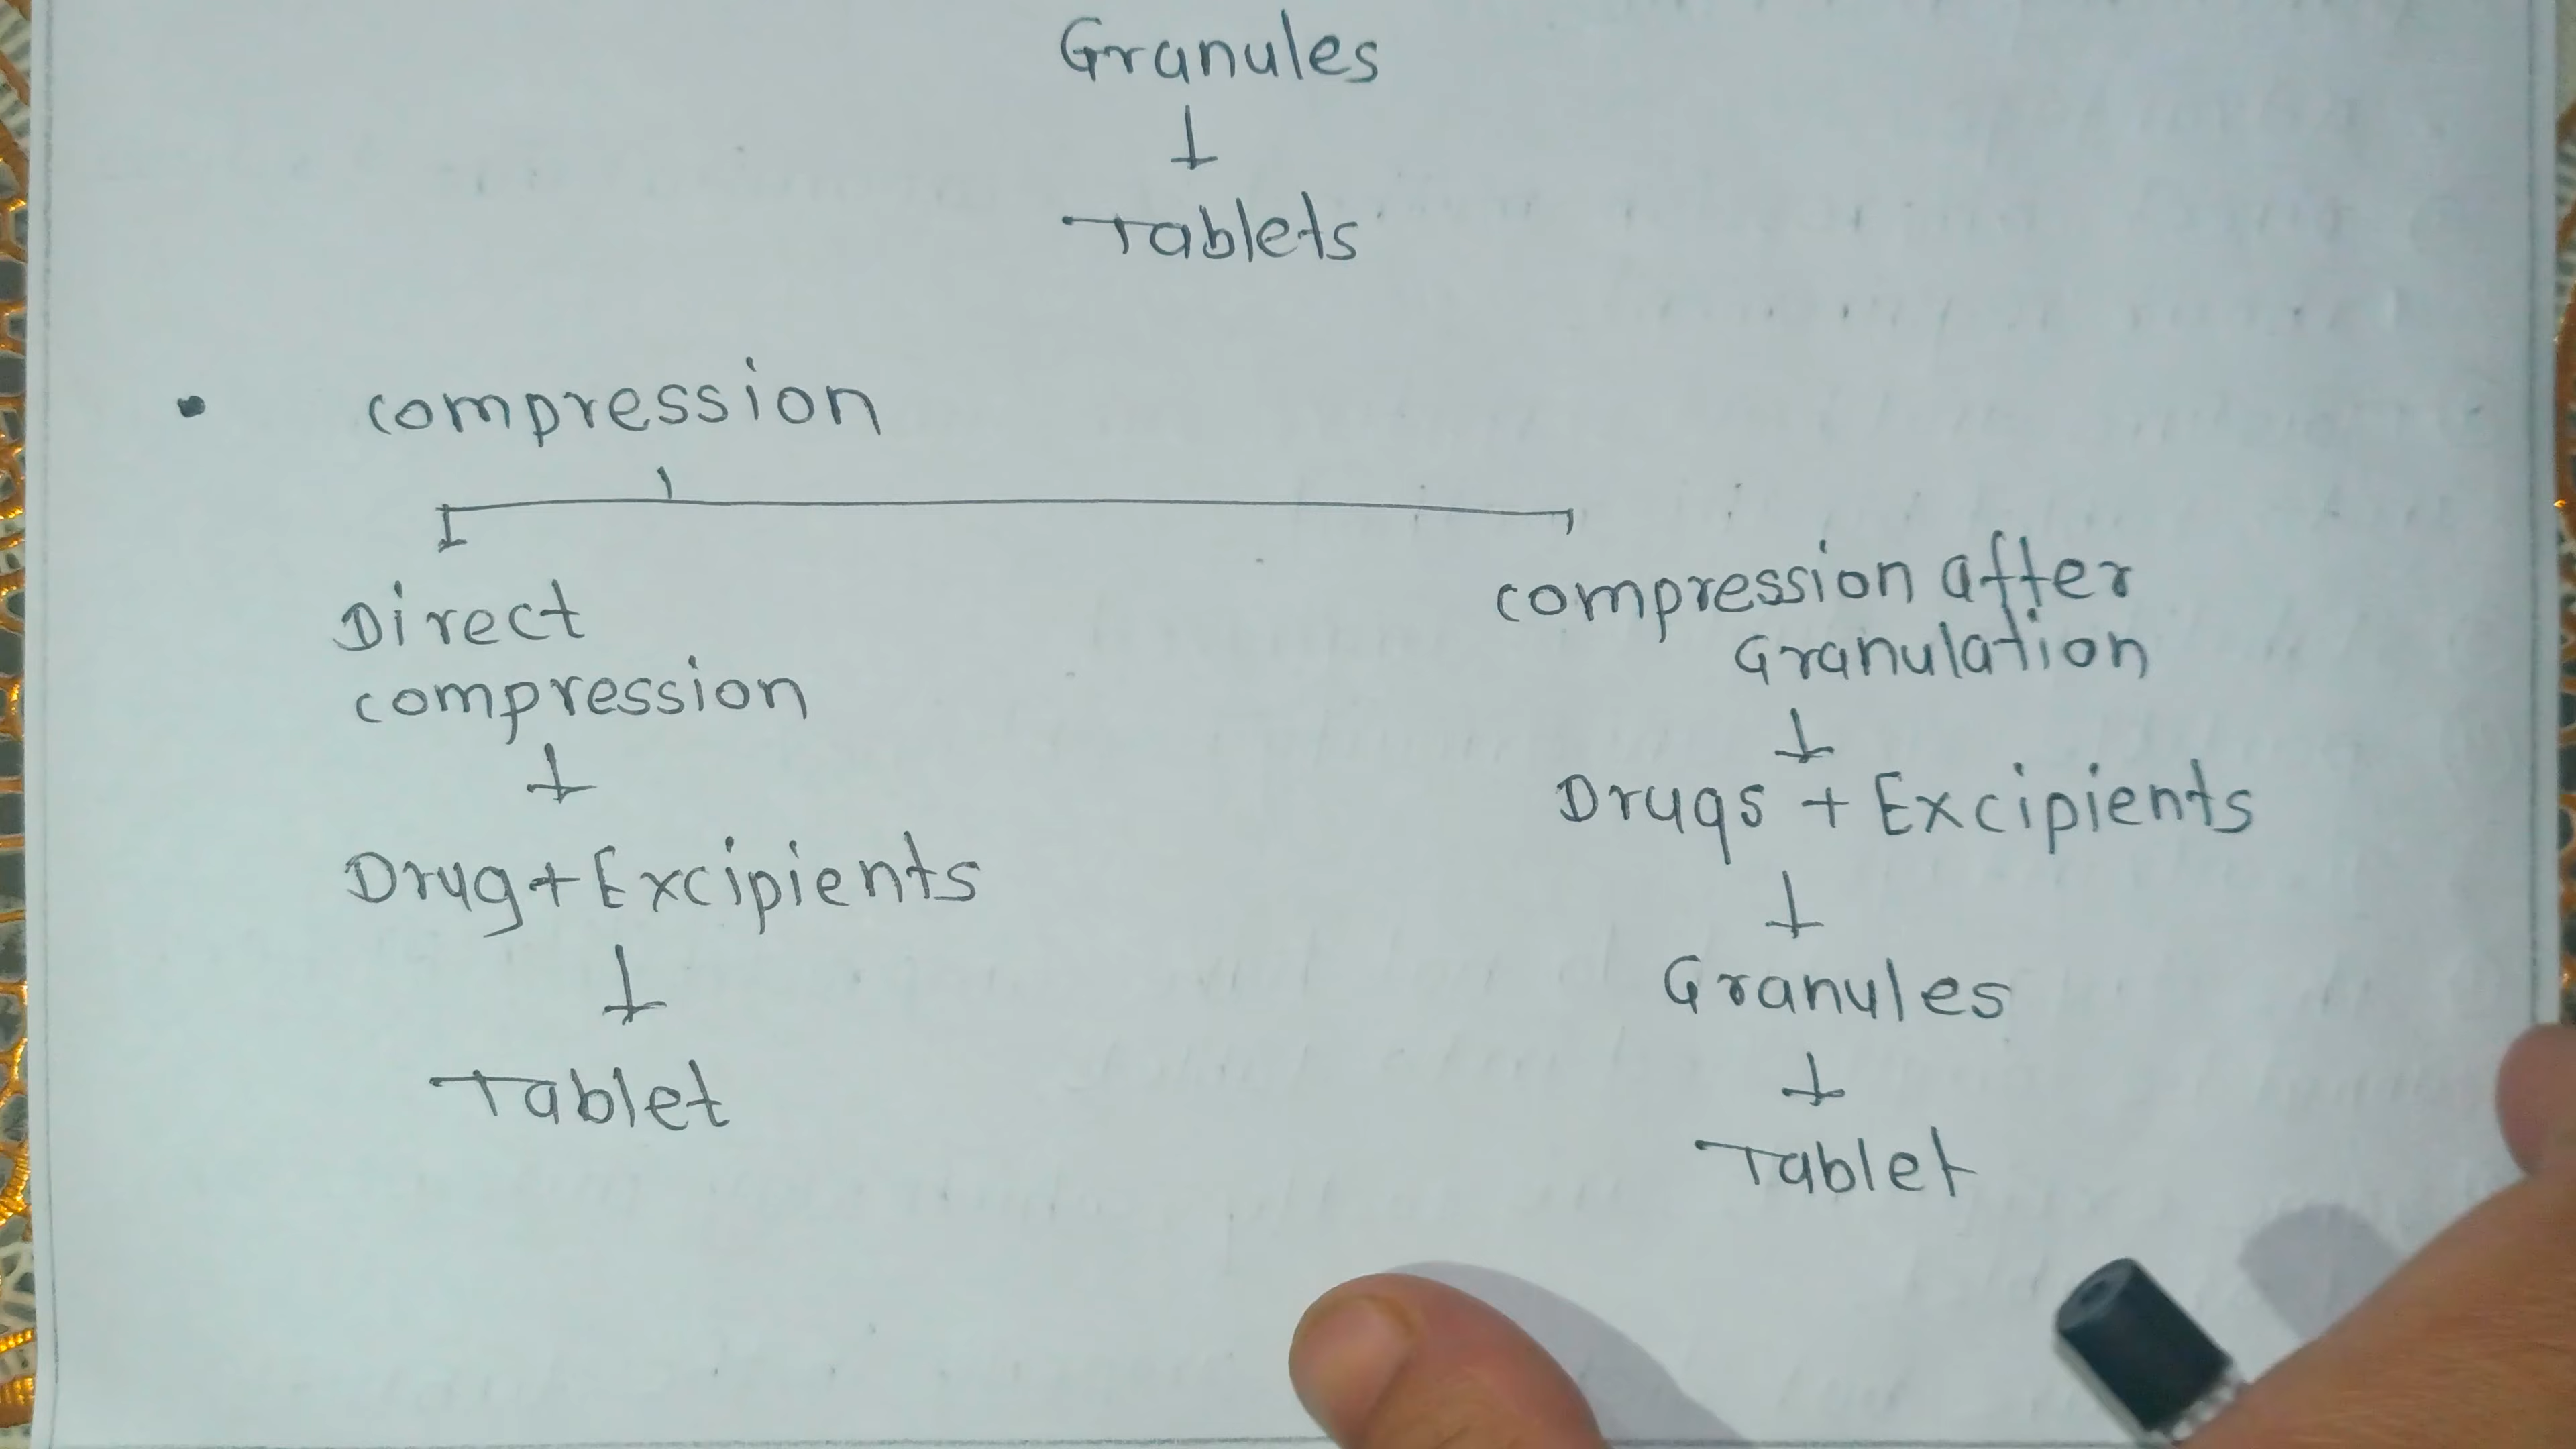 Granules
Tablets
• compression
Direct
compression
Drug + Excipients
Tablet
compression after
Granulation
Drugs + Excipients
Granules
Tablet